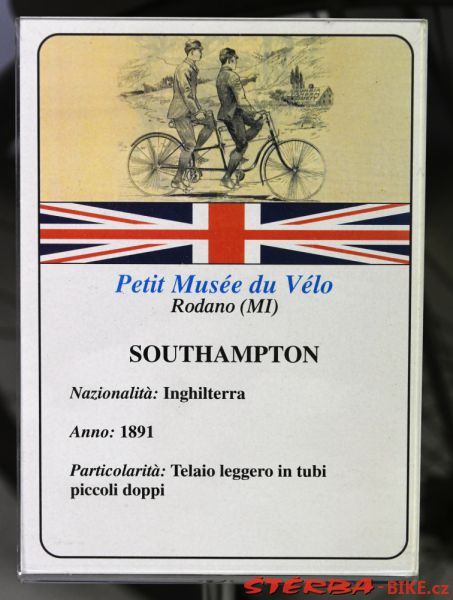 Petit Musée du Vélo
Rodano (MI)
SOUTHAMPTON
Nazionalità: Inghilterra
Anno: 1891
Particolarità: Telaio leggero in tubi
piccoli doppi
ŠTĚRBA-BIKE.cz